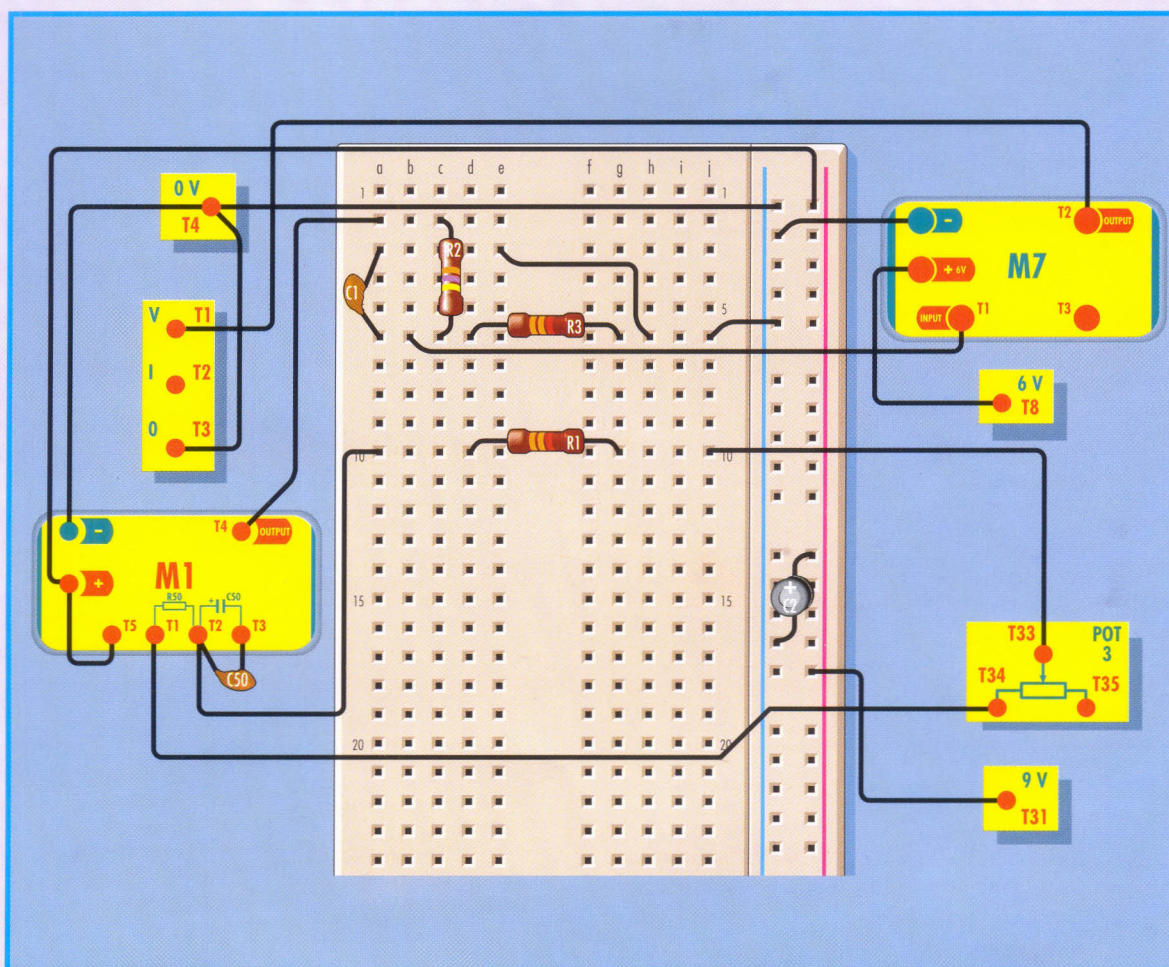 a b c d e f g h i j
1 1
0 V
T4
T2 OUTPUT
-
M7
+ 6V
INPUT T1
T3
R2
C1
V T1
I T2
0 T3
5
R3
6 V
T8
10 R1 10
- T4 OUTPUT
M1
+
R50 + C50
T5 T1 T2 T3
C50
15 15
+
C2
T33 POT
3
T34 T35
20 20
9 V
T31